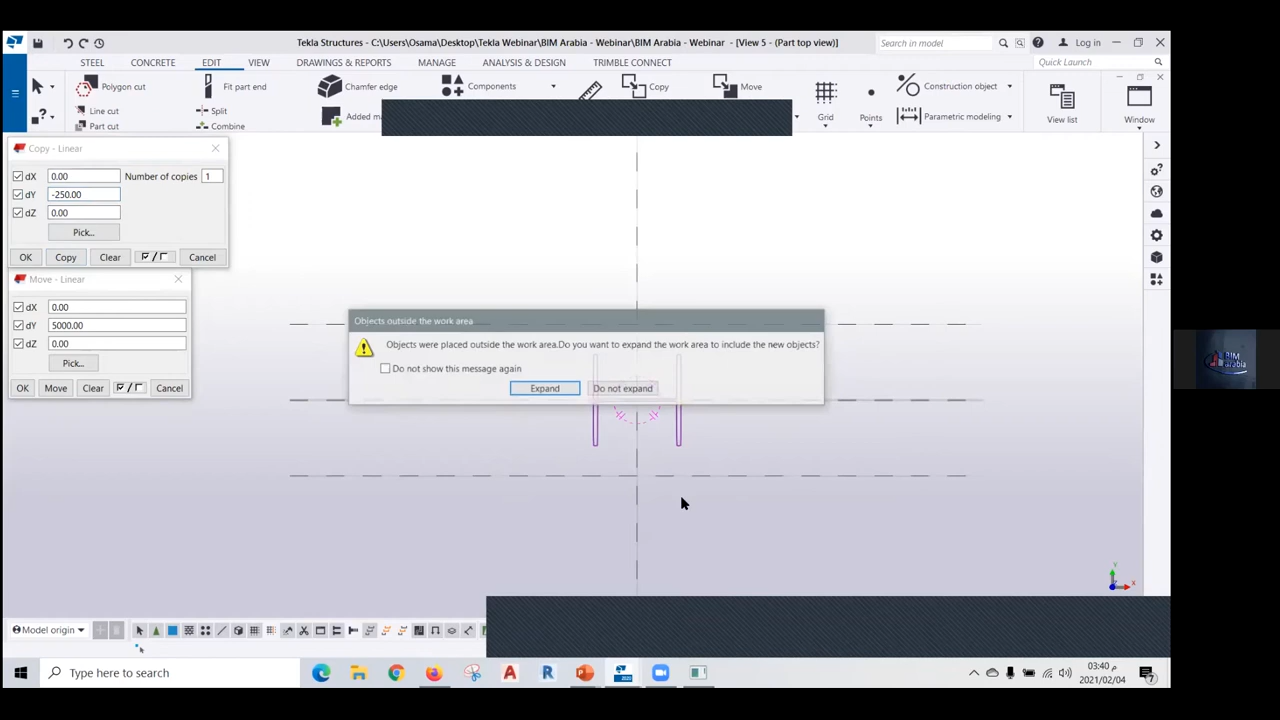 Tekla Structures - C:\Users\Osama\Desktop\Tekla Webinar\BIM Arabia - Webinar\BIM Arabia - Webinar - [View 5 - (Part top view)]
Search in model
Log in
STEEL CONCRETE EDIT VIEW DRAWINGS & REPORTS MANAGE ANALYSIS & DESIGN TRIMBLE CONNECT
Quick Launch
Polygon cut
Fit part end
Chamfer edge
Components
Copy
Move
Construction object
Line cut
Split
Part cut
Combine
Grid
Points
Parametric modeling
View list
Window
Copy - Linear
dX 0.00 Number of copies 1
dY -250.00
dZ 0.00
Pick...
OK Copy Clear Cancel
Move - Linear
dX 0.00
dY 5000.00
dZ 0.00
Pick...
OK Move Clear Cancel
Objects outside the work area
Objects were placed outside the work area.Do you want to expand the work area to include the new objects?
Do not show this message again
Expand Do not expand
BIM
arabia
Model origin
Type here to search
03:40 م
2021/02/04